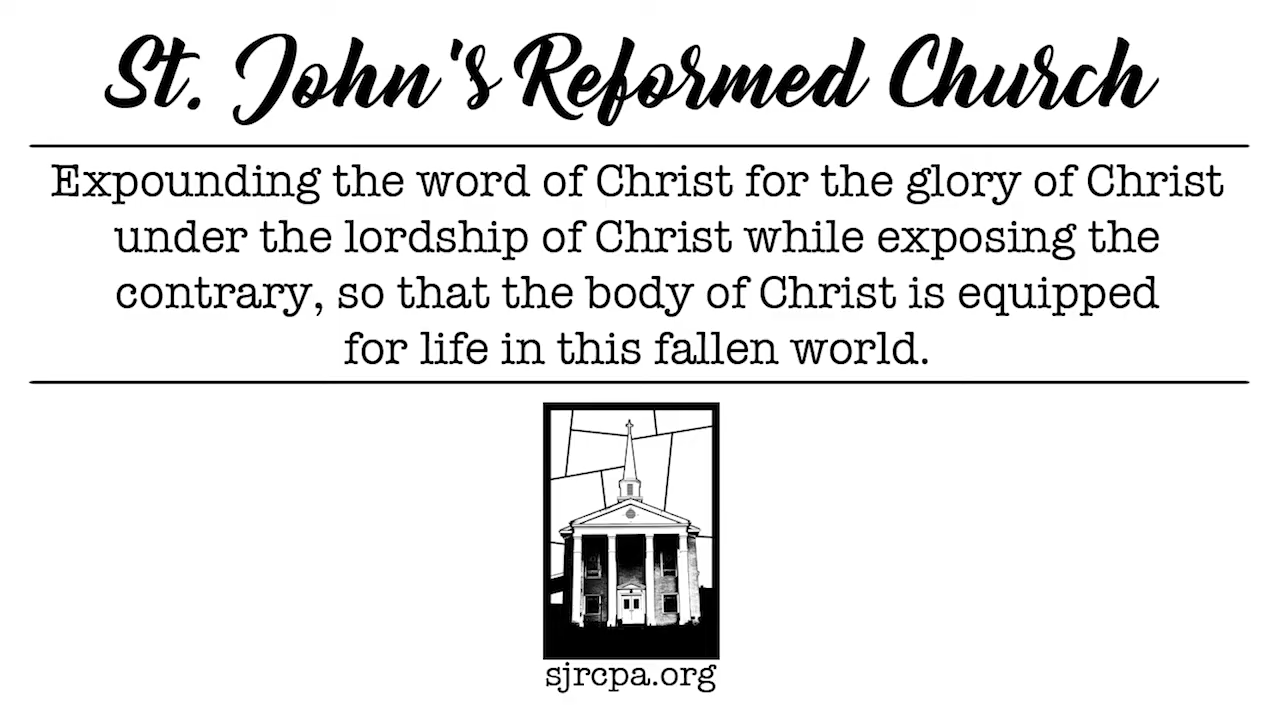 St. John's Reformed Church
Expounding the word of Christ for the glory of Christ
under the lordship of Christ while exposing the
contrary, so that the body of Christ is equipped
for life in this fallen world.
sjrcpa.org